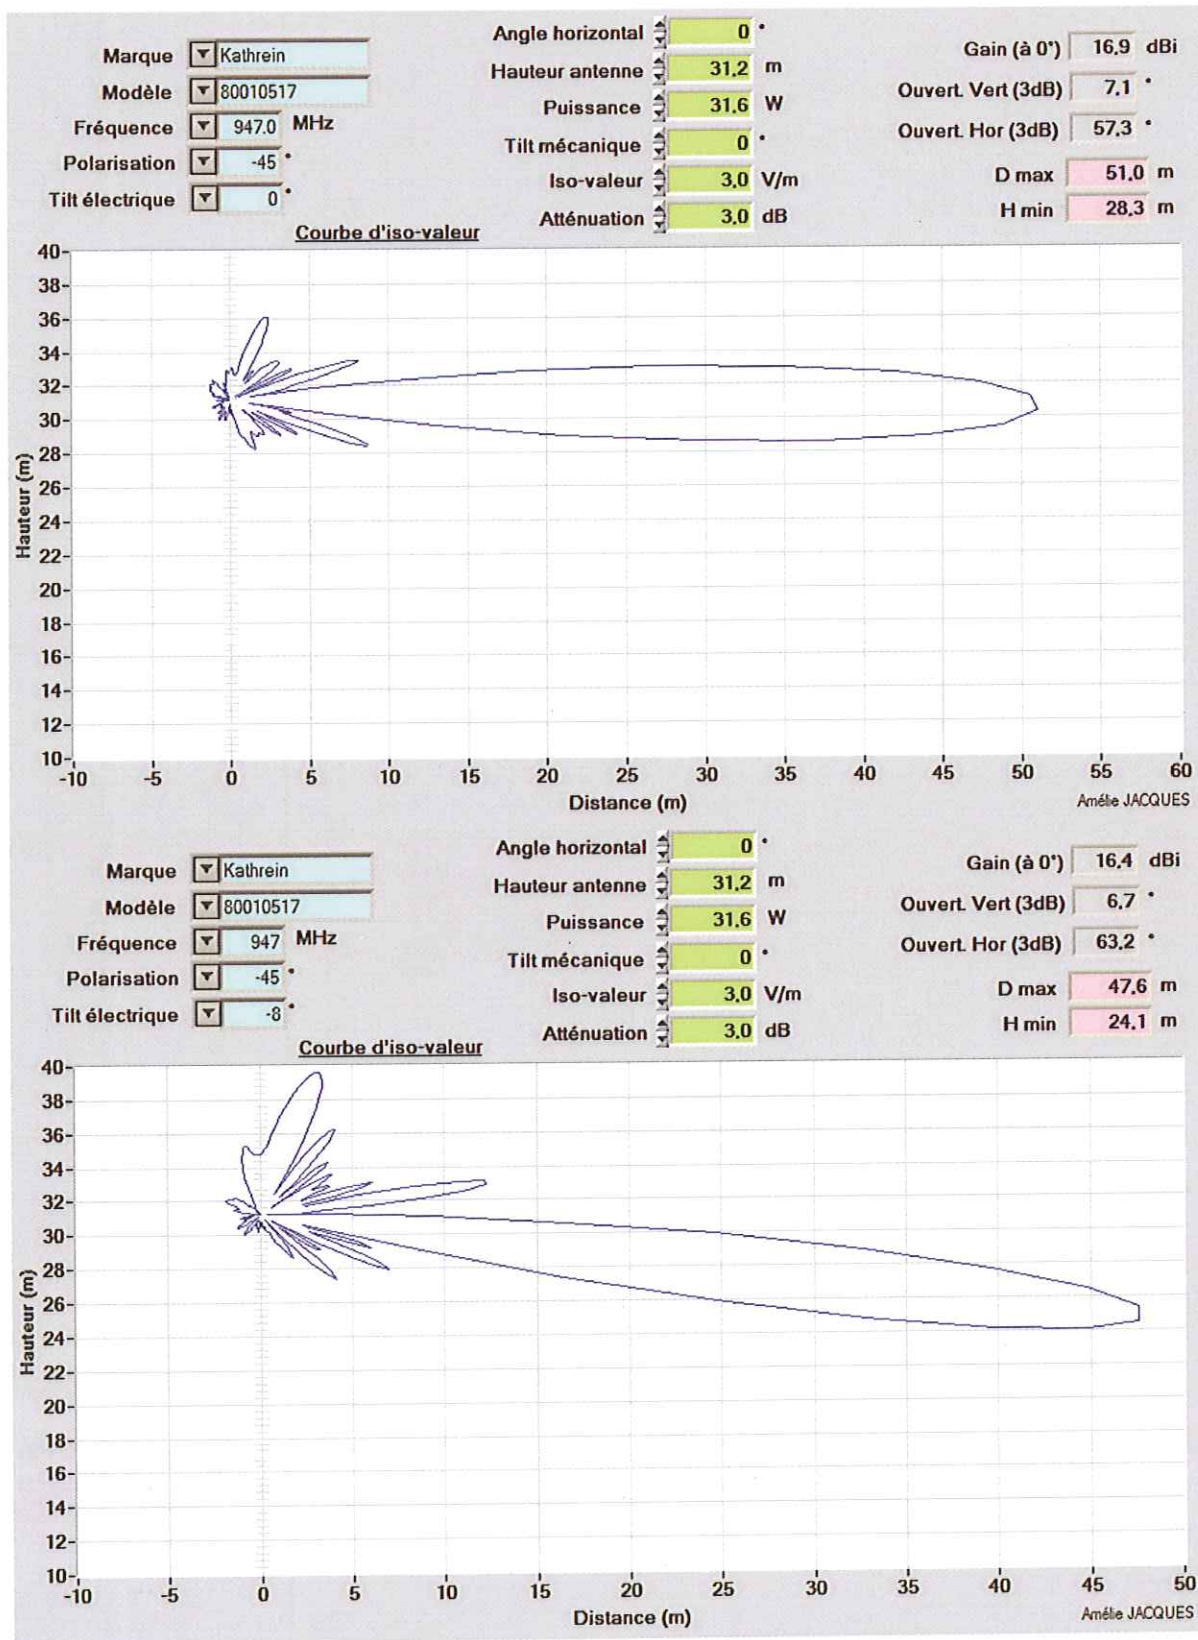 Marque Kathrein
Modèle 80010517
Fréquence 947.0 MHz
Polarisation -45 °
Tilt électrique 0 °
Angle horizontal 0 °
Hauteur antenne 31,2 m
Puissance 31,6 W
Tilt mécanique 0 °
Iso-valeur 3,0 V/m
Atténuation 3,0 dB
Gain (à 0°) 16,9 dBi
Ouvert. Vert (3dB) 7,1 °
Ouvert. Hor (3dB) 57,3 °
D max 51,0 m
H min 28,3 m
Courbe d'iso-valeur
Hauteur (m)
40-
38-
36-
34-
32-
30-
28-
26-
24-
22-
20-
18-
16-
14-
12-
10-
-10 -5 0 5 10 15 20 25 30 35 40 45 50 55 60
Distance (m)
Amélie JACQUES
Marque Kathrein
Modèle 80010517
Fréquence 947 MHz
Polarisation -45 °
Tilt électrique -8 °
Angle horizontal 0 °
Hauteur antenne 31,2 m
Puissance 31,6 W
Tilt mécanique 0 °
Iso-valeur 3,0 V/m
Atténuation 3,0 dB
Gain (à 0°) 16,4 dBi
Ouvert. Vert (3dB) 6,7 °
Ouvert. Hor (3dB) 63,2 °
D max 47,6 m
H min 24,1 m
Courbe d'iso-valeur
Hauteur (m)
40-
38-
36-
34-
32-
30-
28-
26-
24-
22-
20-
18-
16-
14-
12-
10-
-10 -5 0 5 10 15 20 25 30 35 40 45 50
Distance (m)
Amélie JACQUES